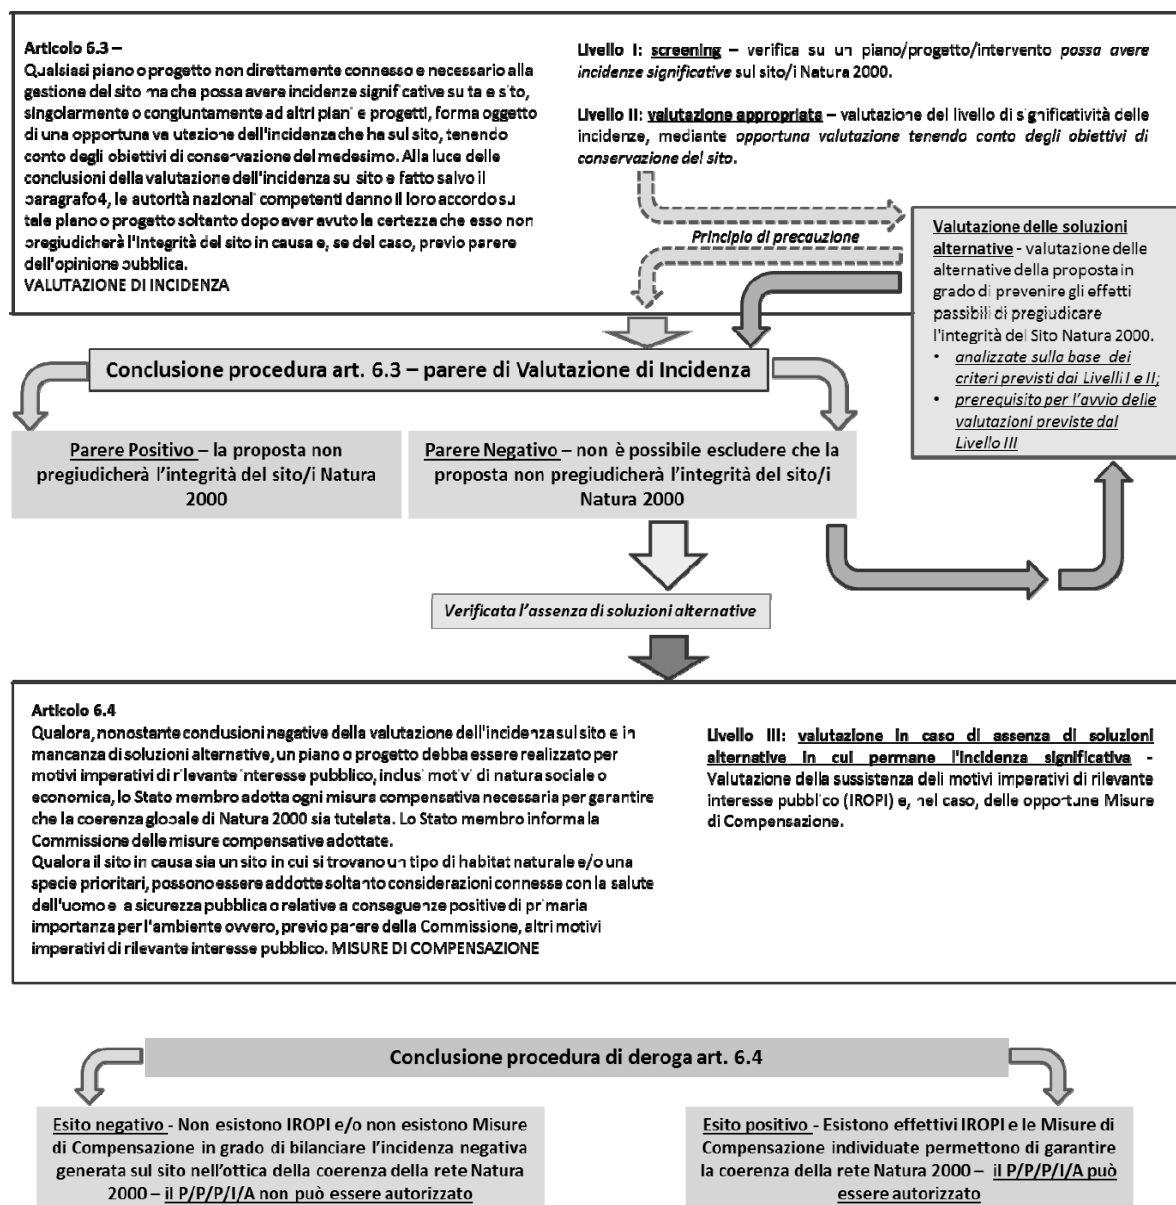 Articolo 6.3 –
Qualsiasi piano o progetto non direttamente connesso e necessario alla
gestione del sito ma che possa avere incidenze significative su tale sito,
singolarmente o congiuntamente ad altri piani e progetti, forma oggetto
di una opportuna valutazione dell'incidenza che ha sul sito, tenendo
conto degli obiettivi di conservazione del medesimo. Alla luce delle
conclusioni della valutazione dell'incidenza sul sito e fatto salvo il
paragrafo 4, le autorità nazionali competenti danno il loro accordo su
tale piano o progetto soltanto dopo aver avuto la certezza che esso non
pregiudicherà l'integrità del sito in causa e, se del caso, previo parere
dell'opinione pubblica.
VALUTAZIONE DI INCIDENZA
Livello I: screening – verifica su un piano/progetto/intervento possa avere
incidenze significative sul sito/i Natura 2000.
Livello II: valutazione appropriata – valutazione del livello di significatività delle
incidenze, mediante opportuna valutazione tenendo conto degli obiettivi di
conservazione del sito.
Principio di precauzione
Valutazione delle soluzioni
alternative - valutazione delle
alternative della proposta in
grado di prevenire gli effetti
passibili di pregiudicare
l'integrità del Sito Natura 2000.
• analizzate sulla base dei
criteri previsti dai Livelli I e II;
• prerequisito per l'avvio delle
valutazioni previste dal
Livello III
Conclusione procedura art. 6.3 – parere di Valutazione di Incidenza
Parere Positivo – la proposta non
pregiudicherà l'integrità del sito/i Natura
2000
Parere Negativo – non è possibile escludere che la
proposta non pregiudicherà l'integrità del sito/i
Natura 2000
Verificata l'assenza di soluzioni alternative
Articolo 6.4
Qualora, nonostante conclusioni negative della valutazione dell'incidenza sul sito e in
mancanza di soluzioni alternative, un piano o progetto debba essere realizzato per
motivi imperativi di rilevante interesse pubblico, inclusi motivi di natura sociale o
economica, lo Stato membro adotta ogni misura compensativa necessaria per garantire
che la coerenza globale di Natura 2000 sia tutelata. Lo Stato membro informa la
Commissione delle misure compensative adottate.
Qualora il sito in causa sia un sito in cui si trovano un tipo di habitat naturale e/o una
specie prioritari, possono essere addotte soltanto considerazioni connesse con la salute
dell'uomo e la sicurezza pubblica o relative a conseguenze positive di primaria
importanza per l'ambiente ovvero, previo parere della Commissione, altri motivi
imperativi di rilevante interesse pubblico. MISURE DI COMPENSAZIONE
Livello III: valutazione in caso di assenza di soluzioni
alternative in cui permane l'incidenza significativa -
Valutazione della sussistenza deli motivi imperativi di rilevante
interesse pubblico (IROPI) e, nel caso, delle opportune Misure
di Compensazione.
Conclusione procedura di deroga art. 6.4
Esito negativo - Non esistono IROPI e/o non esistono Misure
di Compensazione in grado di bilanciare l'incidenza negativa
generata sul sito nell'ottica della coerenza della rete Natura
2000 – il P/P/P/I/A non può essere autorizzato
Esito positivo - Esistono effettivi IROPI e le Misure di
Compensazione individuate permettono di garantire
la coerenza della rete Natura 2000 – il P/P/P/I/A può
essere autorizzato